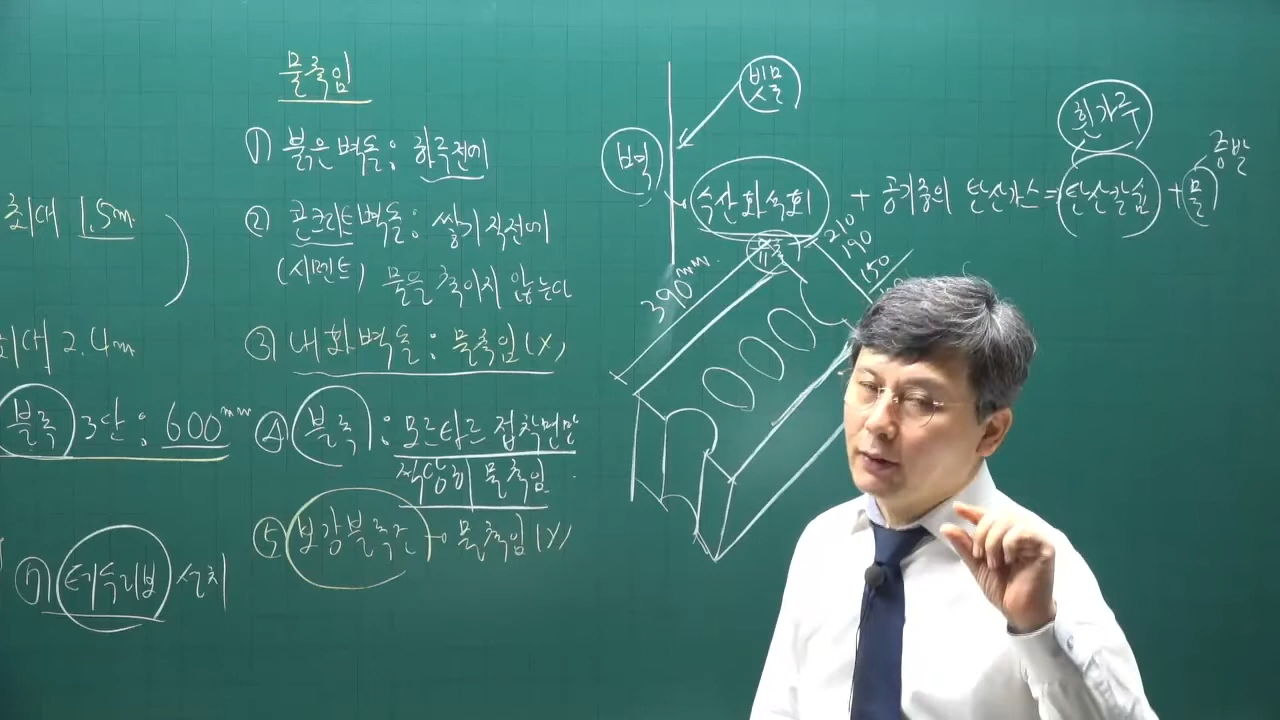 최대 1.5m
최대 2.4m
블록 3단 : 600mm
⑦ 테두리보 설치
물축임
① 붉은벽돌 : 하루전에
② 콘크리트벽돌 : 쌓기직전에
(시멘트) 물을 축이지 않는다
③ 내화벽돌 : 물축임(X)
④ 블록 : 모르타르 접착면만
적당히 물축임
⑤ 보강블록조 - 물축임(X)
빗물
벽
수산화석회 + 공기중의 탄산가스 = 탄산칼슘 + 물
흰가루
증발
390mm
210
190
150